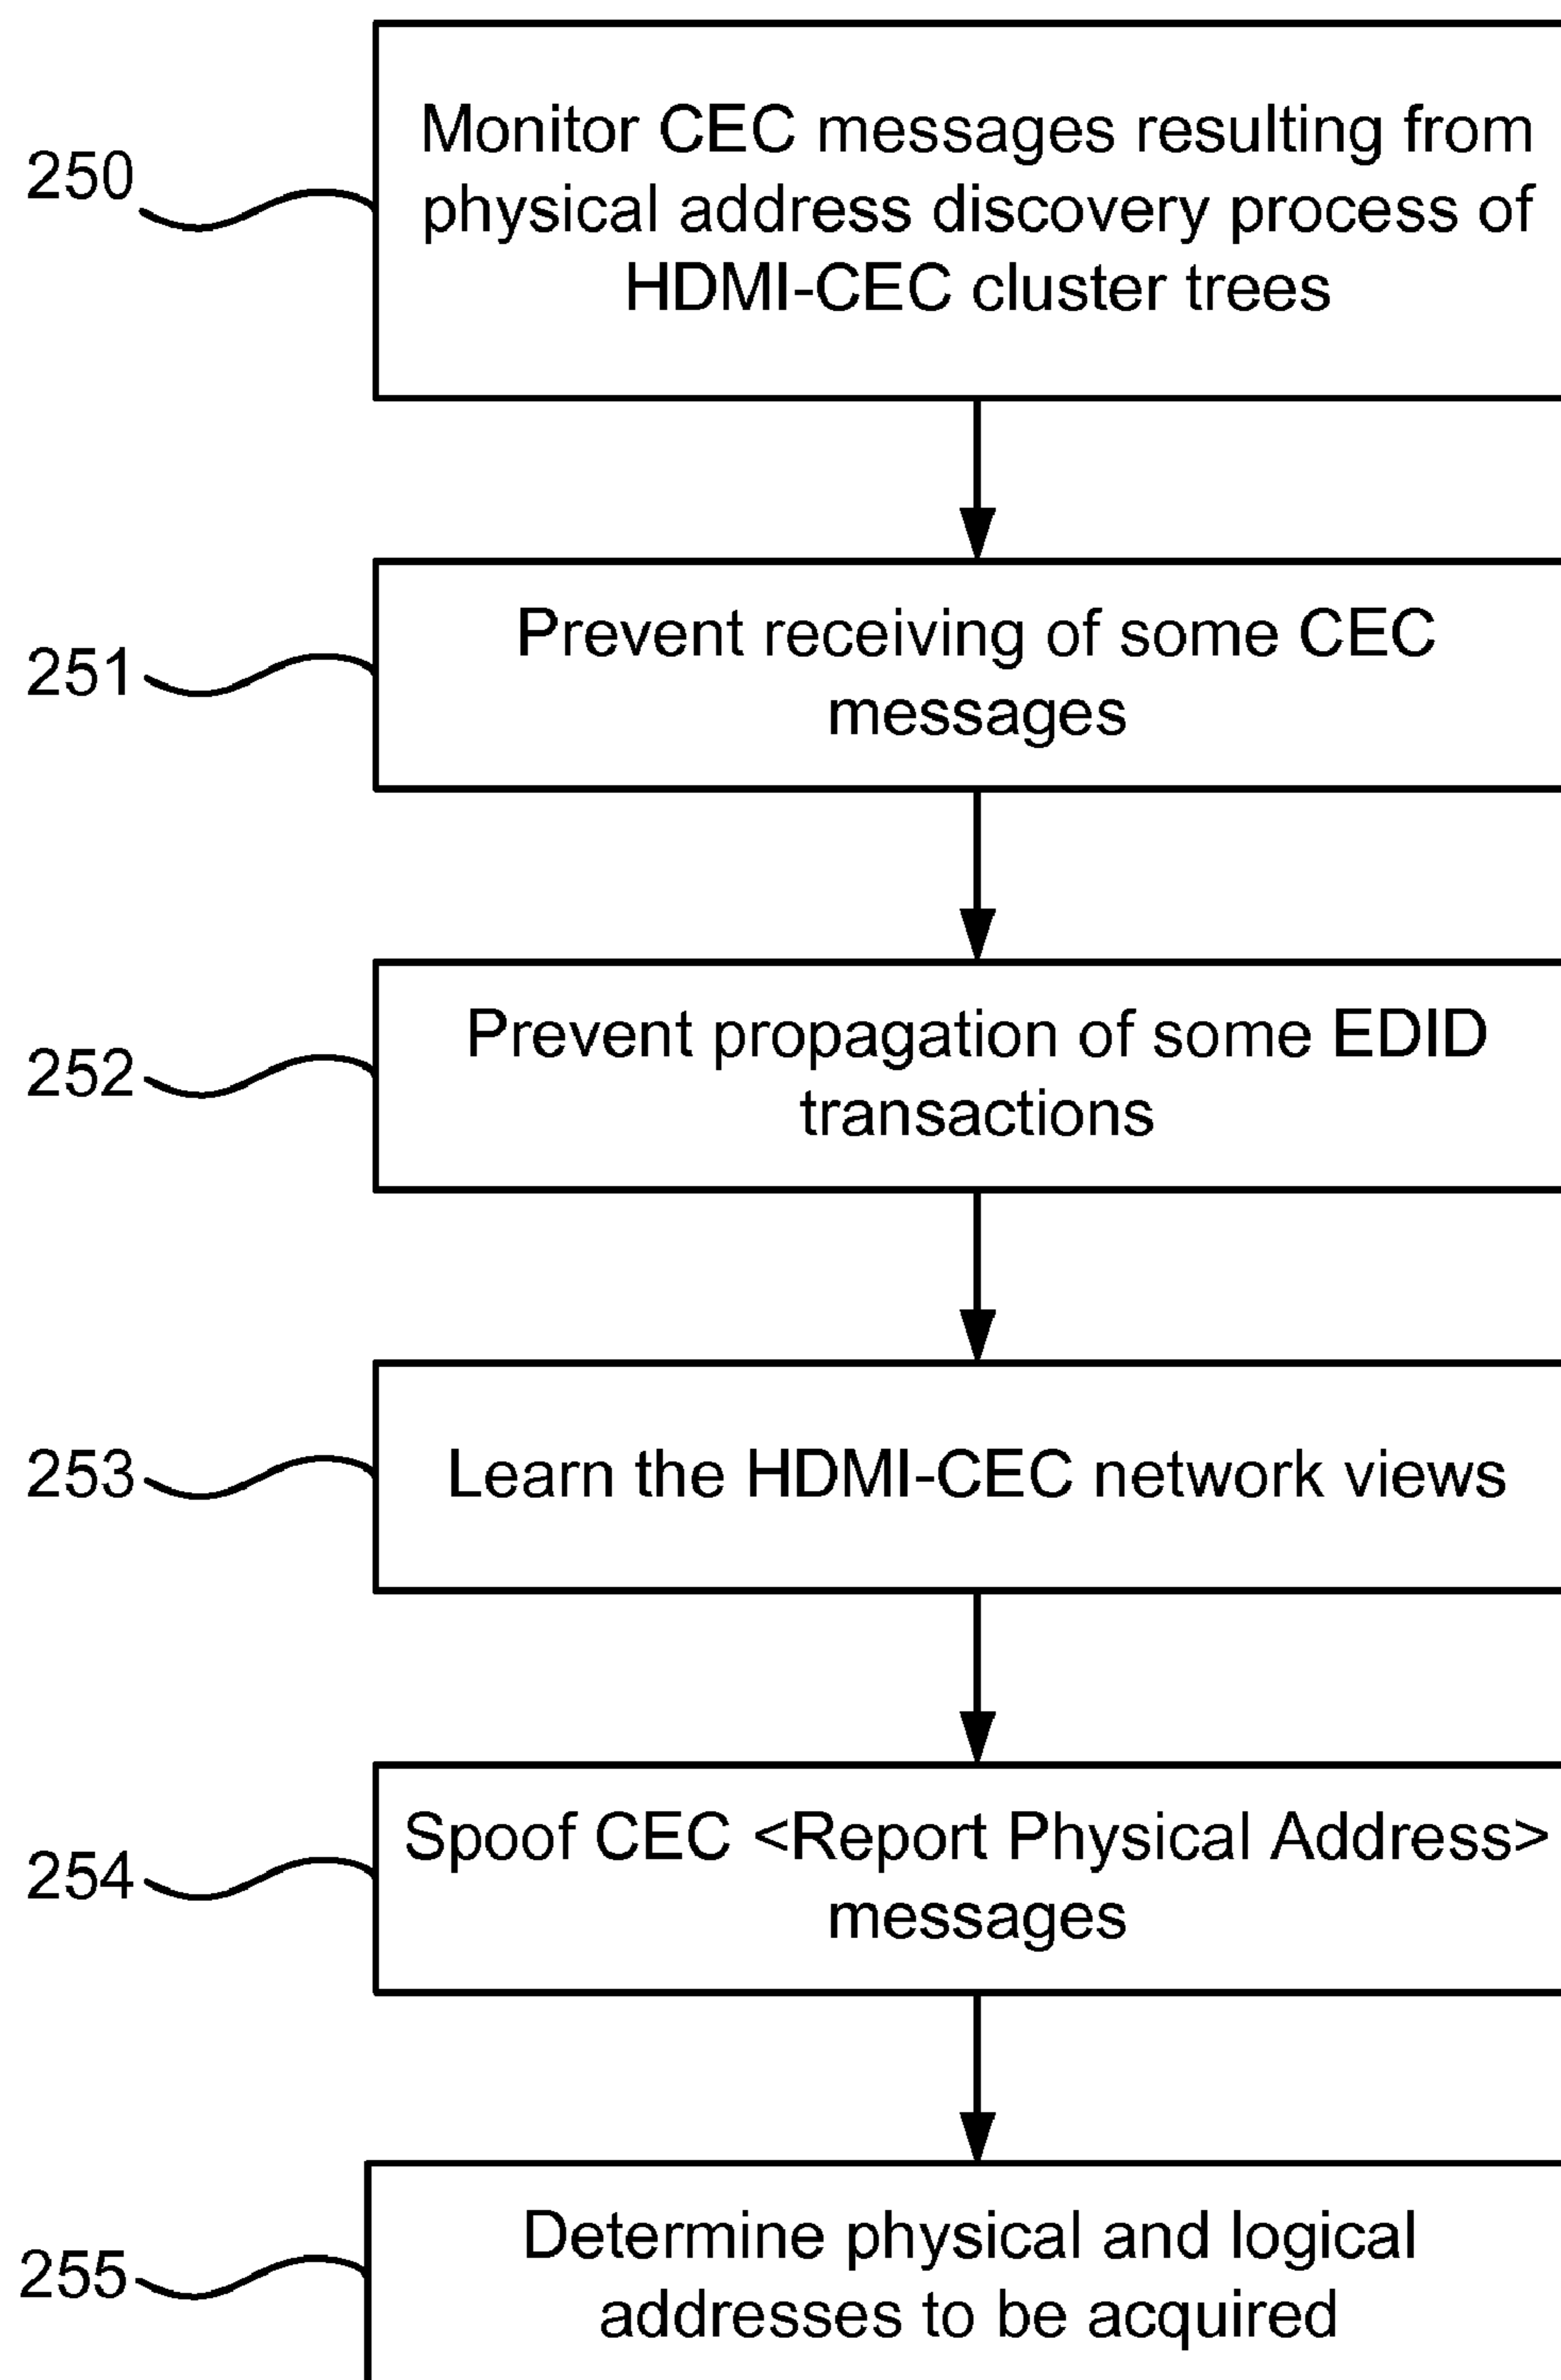 250
Monitor CEC messages resulting from
physical address discovery process of
HDMI-CEC cluster trees
251
Prevent receiving of some CEC
messages
252
Prevent propagation of some EDID
transactions
253
Learn the HDMI-CEC network views
254
Spoof CEC <Report Physical Address>
messages
255
Determine physical and logical
addresses to be acquired